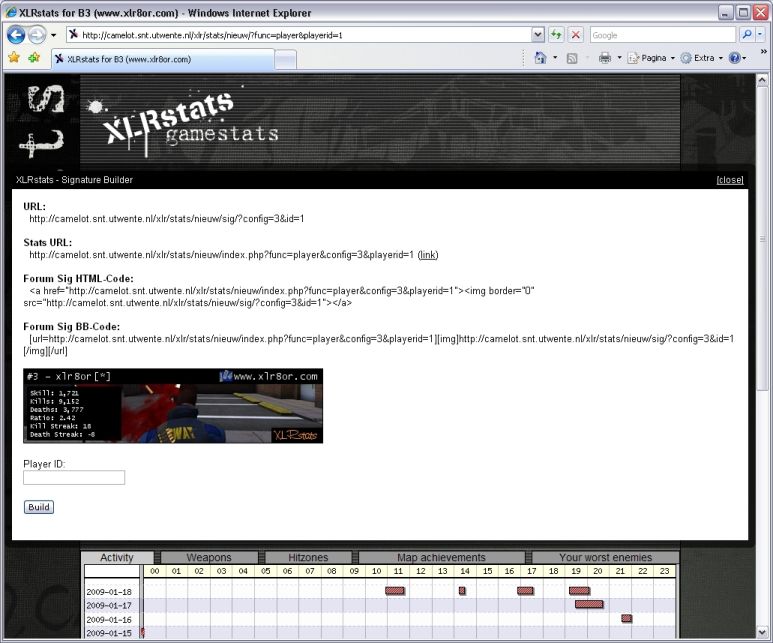 XLRstats for B3 (www.xlr8or.com) - Windows Internet Explorer
http://camelot.snt.utwente.nl/xlr/stats/nieuw/?func=player&playerid=1
Google
XLRstats for B3 (www.xlr8or.com)
Pagina
Extra
XLRstats
gamestats
XLRstats - Signature Builder
[close]
URL:
http://camelot.snt.utwente.nl/xlr/stats/nieuw/sig/?config=3&id=1
Stats URL:
http://camelot.snt.utwente.nl/xlr/stats/nieuw/index.php?func=player&config=3&playerid=1 (link)
Forum Sig HTML-Code:
<a href="http://camelot.snt.utwente.nl/xlr/stats/nieuw/index.php?func=player&config=3&playerid=1"><img border="0"
src="http://camelot.snt.utwente.nl/xlr/stats/nieuw/sig/?config=3&id=1"></a>
Forum Sig BB-Code:
[url=http://camelot.snt.utwente.nl/xlr/stats/nieuw/index.php?func=player&config=3&playerid=1][img]http://camelot.snt.utwente.nl/xlr/stats/nieuw/sig/?config=3&id=1
[/img][/url]
#3 - xlr8or[*]
www.xlr8or.com
Skill: 1,721
Kills: 9,152
Deaths: 3,777
Ratio: 2.42
Kill Streak: 18
Death Streak: -8
SWAT
XLRstats
Player ID:
Build
Activity Weapons Hitzones Map achievements Your worst enemies
00 01 02 03 04 05 06 07 08 09 10 11 12 13 14 15 16 17 18 19 20 21 22 23
2009-01-18
2009-01-17
2009-01-16
2009-01-15